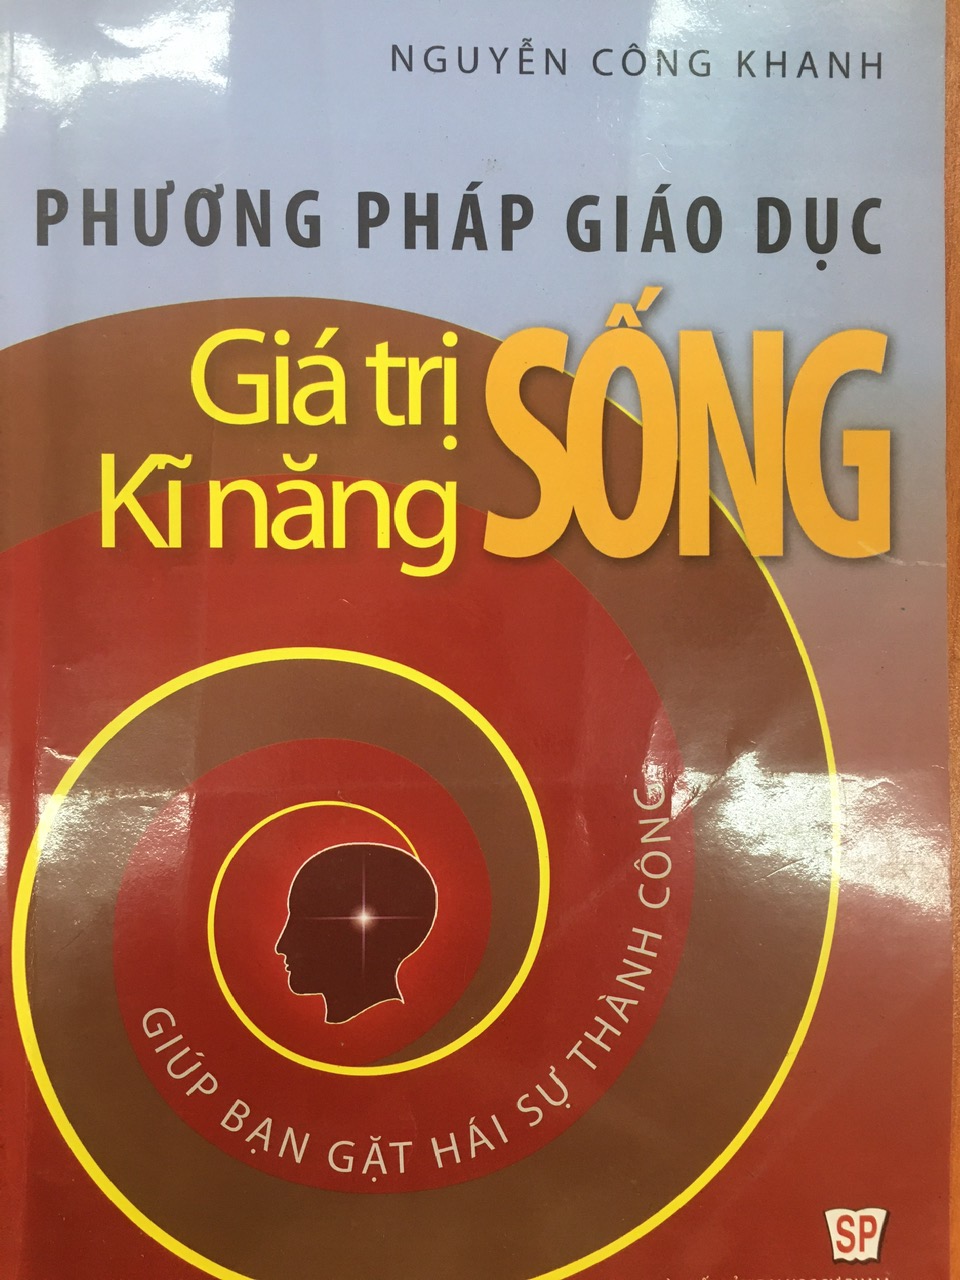 NGUYỄN CÔNG KHANH
PHƯƠNG PHÁP GIÁO DỤC
Giá trị
Kĩ năng
SỐNG
GIÚP BẠN GẶT HÁI SỰ THÀNH CÔNG
SP